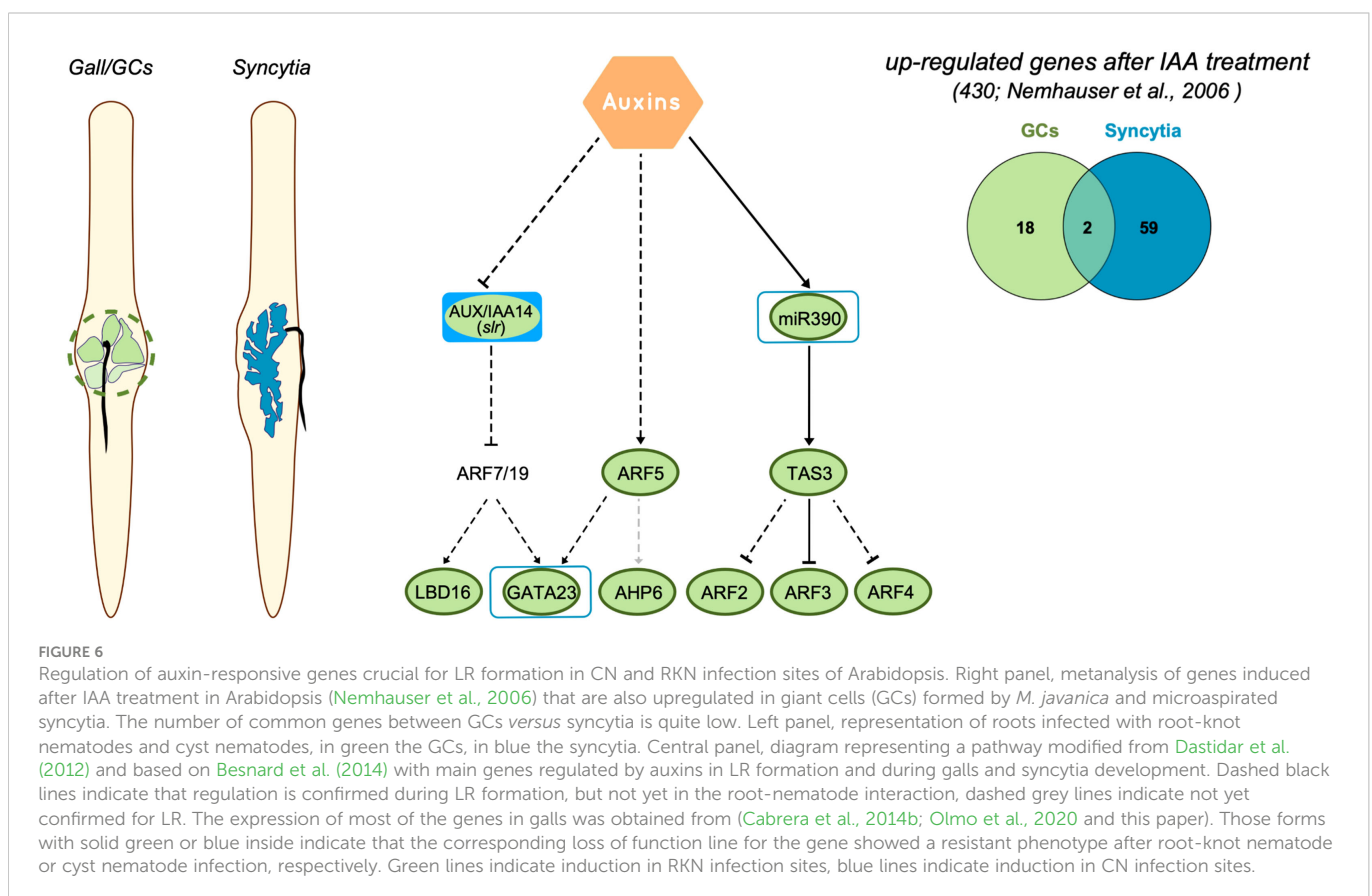 Gall/GCs
Syncytia
Auxins
up-regulated genes after IAA treatment
(430; Nemhauser et al., 2006 )
GCs
Syncytia
18
2
59
AUX/IAA14
(slr)
miR390
ARF7/19
ARF5
TAS3
LBD16
GATA23
AHP6
ARF2
ARF3
ARF4
FIGURE 6
Regulation of auxin-responsive genes crucial for LR formation in CN and RKN infection sites of Arabidopsis. Right panel, metanalysis of genes induced
after IAA treatment in Arabidopsis (Nemhauser et al., 2006) that are also upregulated in giant cells (GCs) formed by M. javanica and microaspirated
syncytia. The number of common genes between GCs versus syncytia is quite low. Left panel, representation of roots infected with root-knot
nematodes and cyst nematodes, in green the GCs, in blue the syncytia. Central panel, diagram representing a pathway modified from Dastidar et al.
(2012) and based on Besnard et al. (2014) with main genes regulated by auxins in LR formation and during galls and syncytia development. Dashed black
lines indicate that regulation is confirmed during LR formation, but not yet in the root-nematode interaction, dashed grey lines indicate not yet
confirmed for LR. The expression of most of the genes in galls was obtained from (Cabrera et al., 2014b; Olmo et al., 2020 and this paper). Those forms
with solid green or blue inside indicate that the corresponding loss of function line for the gene showed a resistant phenotype after root-knot nematode
or cyst nematode infection, respectively. Green lines indicate induction in RKN infection sites, blue lines indicate induction in CN infection sites.